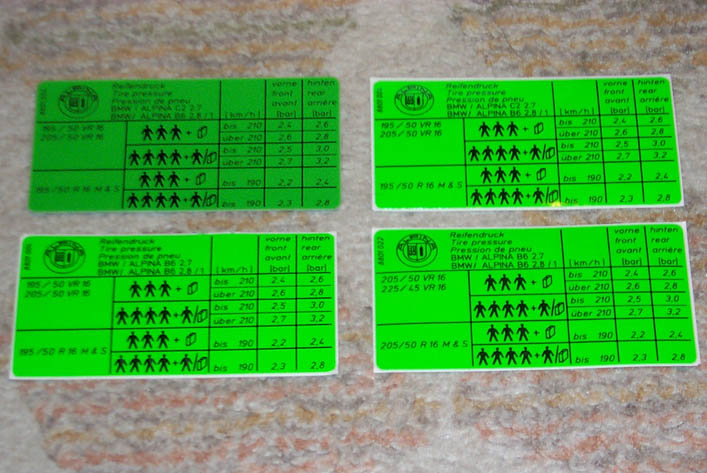 ALPINA
Reifendruck
Tire pressure
Pression de pneu
BMW / ALPINA C2 2.7
BMW / ALPINA B6 2.8 / 1
(km/h)
vorne front avant (bar)
hinten rear arrière (bar)
195/50 VR 16
205/50 VR 16
bis 210 2,4 2,6
über 210 2,6 2,8
bis 210 2,5 3,0
über 210 2,7 3,2
195/50 R 16 M & S
bis 190 2,2 2,4
bis 190 2,3 2,8
ALPINA
Reifendruck
Tire pressure
Pression de pneu
BMW / ALPINA C2 2.7
BMW / ALPINA B6 2.8 / 1
(km/h)
vorne front avant (bar)
hinten rear arrière (bar)
195/50 VR 16
205/50 VR 16
bis 210 2,4 2,6
über 210 2,6 2,8
bis 210 2,5 3,0
über 210 2,7 3,2
195/50 R 16 M & S
bis 190 2,2 2,4
bis 190 2,3 2,8
ALPINA
Reifendruck
Tire pressure
Pression de pneu
BMW / ALPINA B6 2.7
BMW / ALPINA B6 2.8 / 1
(km/h)
vorne front avant (bar)
hinten rear arrière (bar)
195/50 VR 16
205/50 VR 16
bis 210 2,4 2,6
über 210 2,6 2,8
bis 210 2,5 3,0
über 210 2,7 3,2
195/50 R 16 M & S
bis 190 2,2 2,4
bis 190 2,3 2,8
ALPINA
Reifendruck
Tire pressure
Pression de pneu
BMW / ALPINA B6 2.7
BMW / ALPINA B6 2.8 / 1
(km/h)
vorne front avant (bar)
hinten rear arrière (bar)
205/50 VR 16
225/45 VR 16
bis 210 2,4 2,6
über 210 2,6 2,8
bis 210 2,5 3,0
über 210 2,7 3,2
205/50 R 16 M & S
bis 190 2,2 2,4
bis 190 2,3 2,8